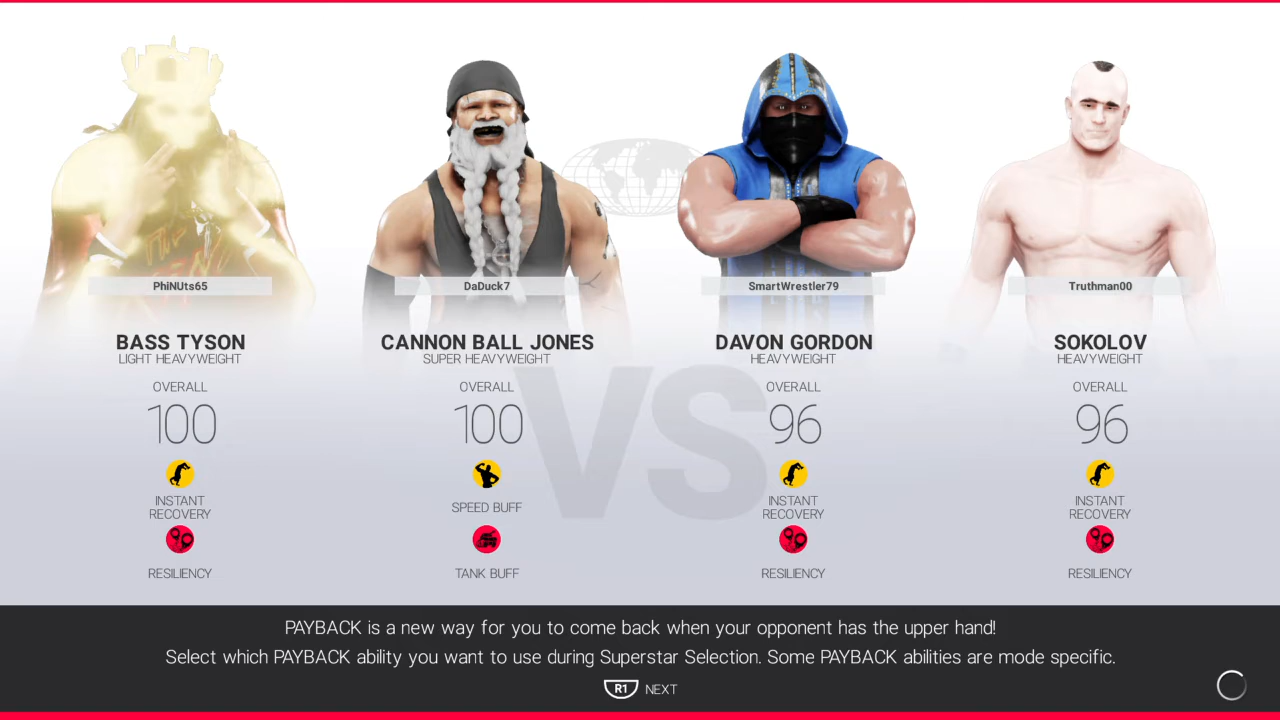 PhiNUts65
DaDuck7
SmartWrestler79
Truthman00
BASS TYSON
LIGHT HEAVYWEIGHT
CANNON BALL JONES
SUPER HEAVYWEIGHT
DAVON GORDON
HEAVYWEIGHT
SOKOLOV
HEAVYWEIGHT
OVERALL
OVERALL
OVERALL
OVERALL
100
100
96
96
VS
INSTANT
RECOVERY
SPEED BUFF
INSTANT
RECOVERY
INSTANT
RECOVERY
RESILIENCY
TANK BUFF
RESILIENCY
RESILIENCY
PAYBACK is a new way for you to come back when your opponent has the upper hand!
Select which PAYBACK ability you want to use during Superstar Selection. Some PAYBACK abilities are mode specific.
R1 NEXT